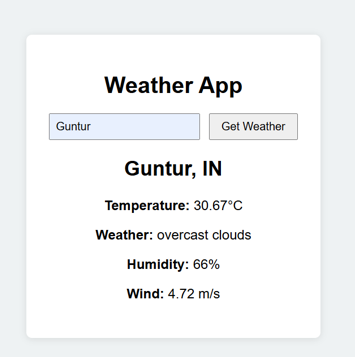 Weather App
Guntur Get Weather
Guntur, IN
Temperature: 30.67°C
Weather: overcast clouds
Humidity: 66%
Wind: 4.72 m/s